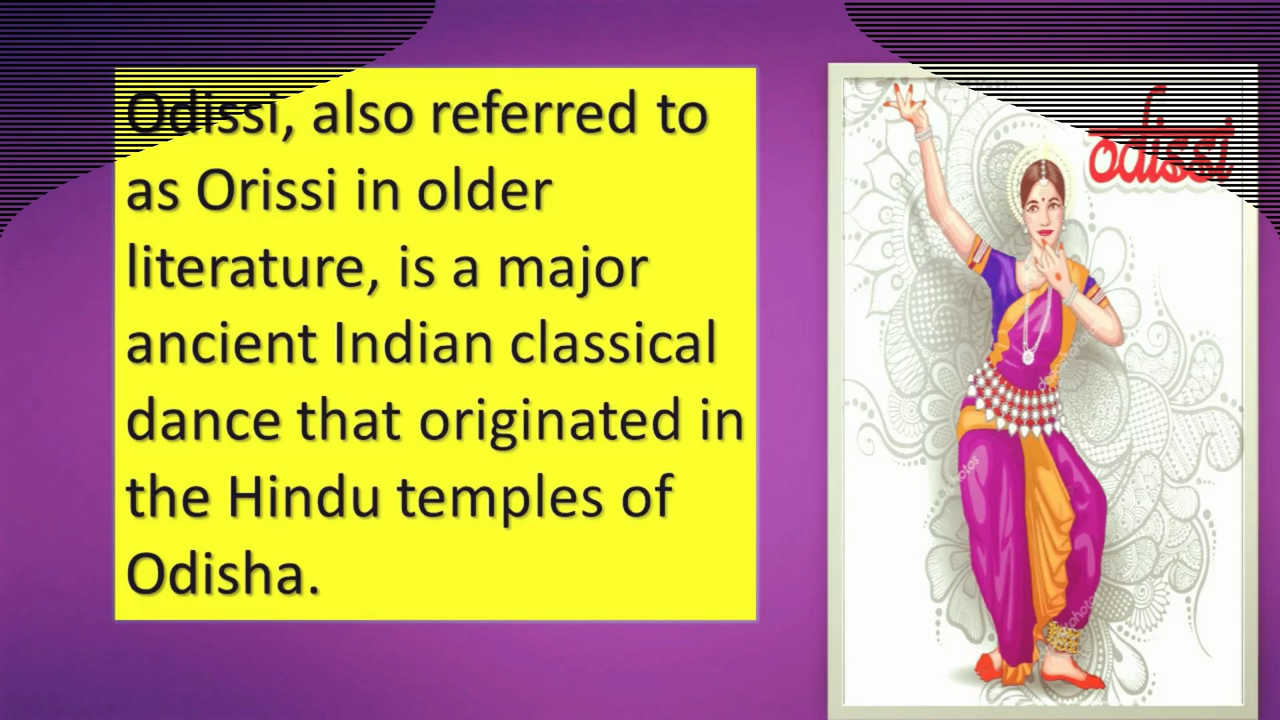 Odissi, also referred to
as Orissi in older
literature, is a major
ancient Indian classical
dance that originated in
the Hindu temples of
Odisha.
odissi